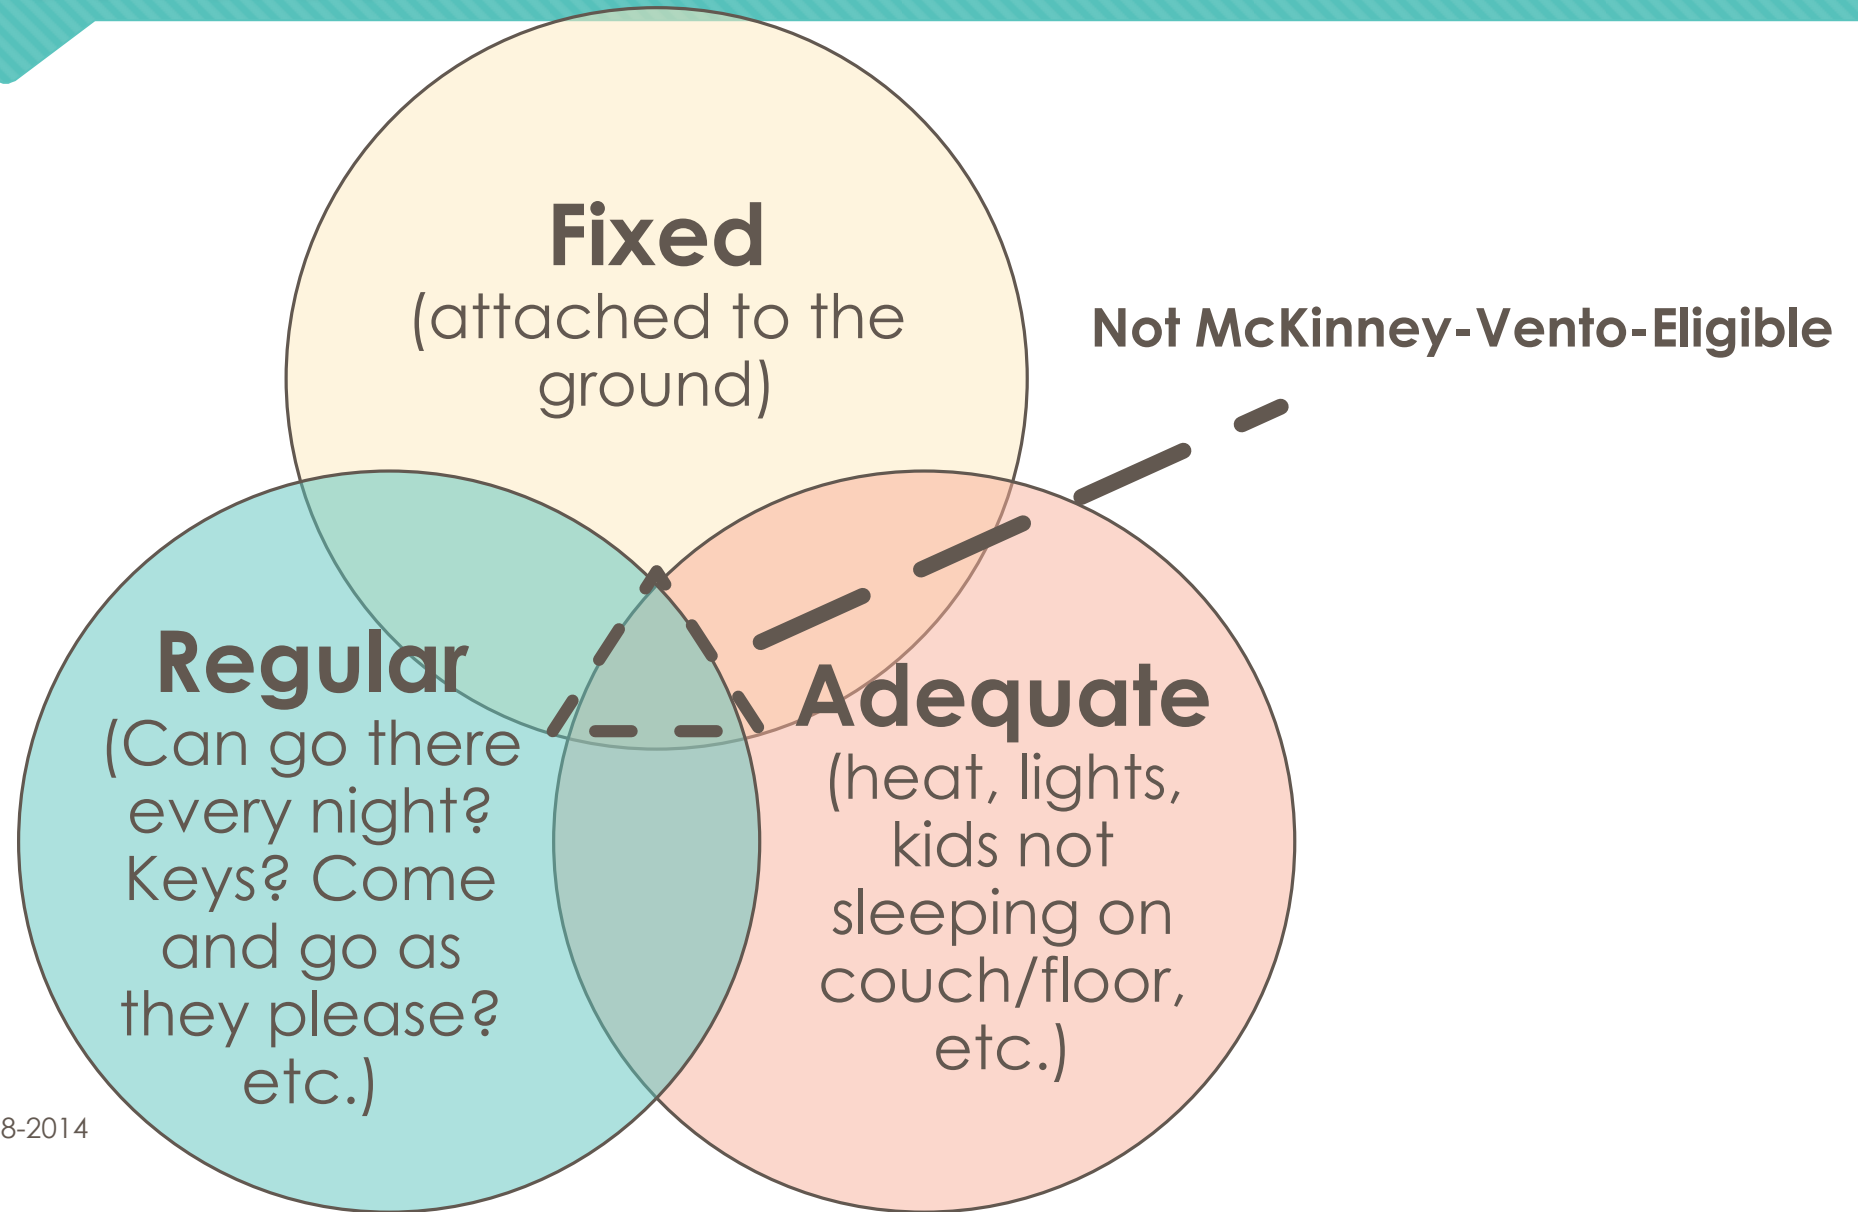 Fixed
(attached to the
ground)
Not McKinney-Vento-Eligible
Regular
(Can go there
every night?
Keys? Come
and go as
they please?
etc.)
Adequate
(heat, lights,
kids not
sleeping on
couch/floor,
etc.)
8-2014